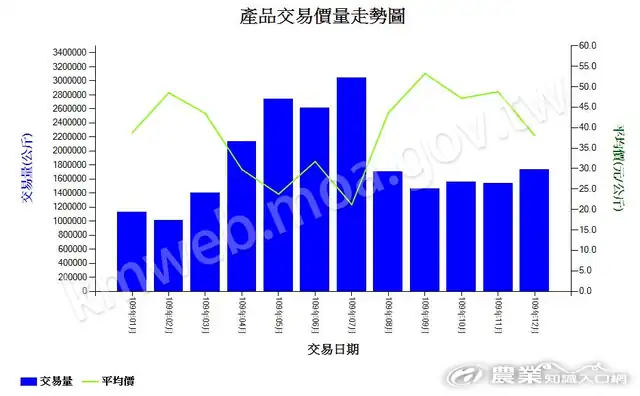 產品交易價量走勢圖
交易量(公斤)
3400000
3200000
3000000
2800000
2600000
2400000
2200000
2000000
1800000
1600000
1400000
1200000
1000000
800000
600000
400000
200000
0
60.0
55.0
50.0
45.0
40.0
35.0
30.0
25.0
20.0
15.0
10.0
5.0
0.0
平均價(元/公斤)
109年01月
109年02月
109年03月
109年04月
109年05月
109年06月
109年07月
109年08月
109年09月
109年10月
109年11月
109年12月
交易日期
交易量 平均價
kmweb.moa.gov.tw
農業知識入口網